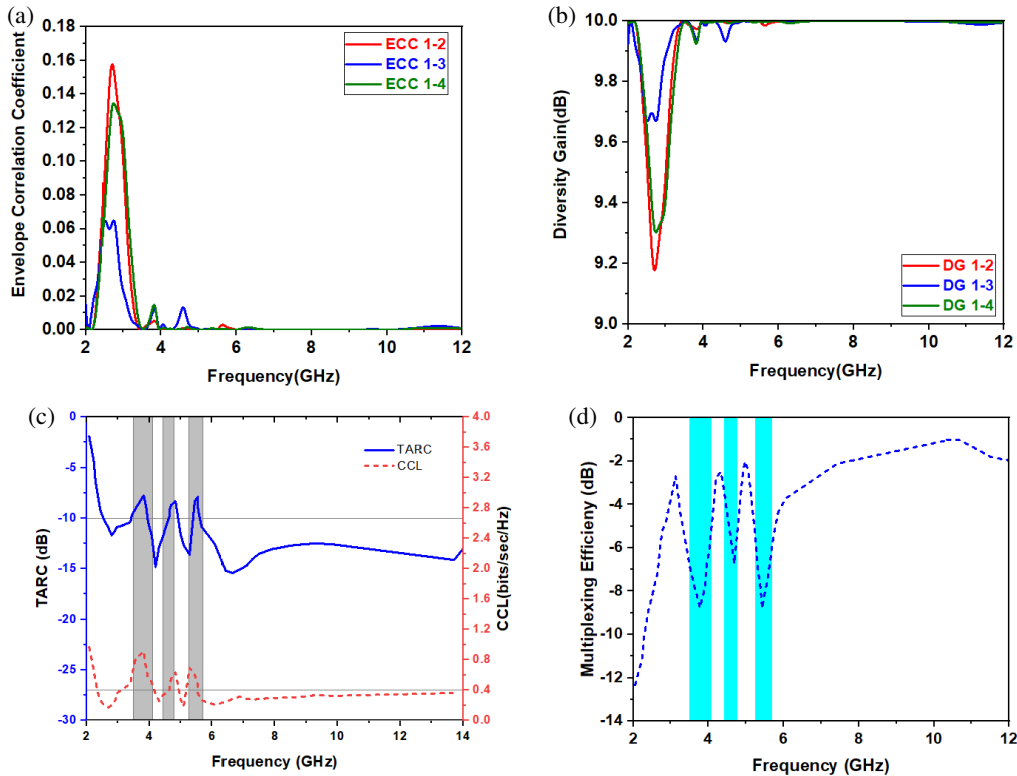 (a)
0.18
0.16
0.14
0.12
0.10
0.08
0.06
0.04
0.02
0.00
Envelope Correlation Coefficient
ECC 1-2
ECC 1-3
ECC 1-4
2 4 6 8 10 12
Frequency(GHz)
(b)
10.0
9.8
9.6
9.4
9.2
9.0
Diversity Gain(dB)
DG 1-2
DG 1-3
DG 1-4
2 4 6 8 10 12
Frequency(GHz)
(c)
0
-5
-10
-15
-20
-25
-30
TARC (dB)
TARC
CCL
4.0
3.6
3.2
2.8
2.4
2.0
1.6
1.2
0.8
0.4
0.0
CCL(bits/sec/Hz)
2 4 6 8 10 12 14
Frequency (GHz)
(d)
0
-2
-4
-6
-8
-10
-12
-14
Multiplexing Efficieny (dB)
2 4 6 8 10 12
Frequency (GHz)